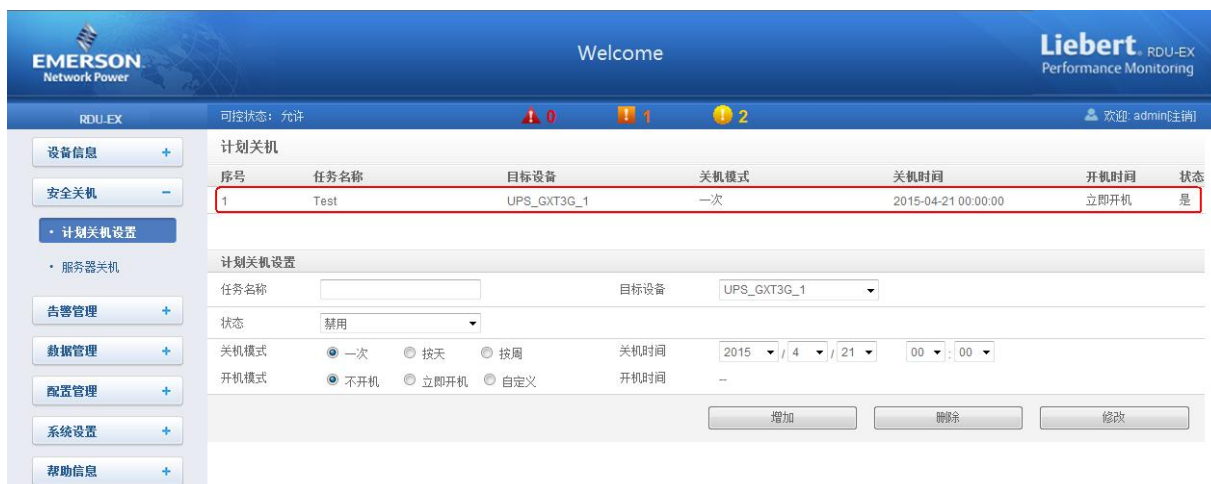 EMERSON.
Network Power
Welcome
Liebert. RDU-EX
Performance Monitoring
RDU-EX
可控状态: 允许
0
1
2
欢迎: admin[注销]
设备信息 +
安全关机 −
• 计划关机设置
• 服务器关机
告警管理 +
数据管理 +
配置管理 +
系统设置 +
帮助信息 +
计划关机
序号 任务名称 目标设备 关机模式 关机时间 开机时间 状态
1 Test UPS_GXT3G_1 一次 2015-04-21 00:00:00 立即开机 是
计划关机设置
任务名称 目标设备 UPS_GXT3G_1
状态 禁用
关机模式 一次 按天 按周 关机时间 2015 / 4 / 21 00 : 00
开机模式 不开机 立即开机 自定义 开机时间 --
增加 删除 修改